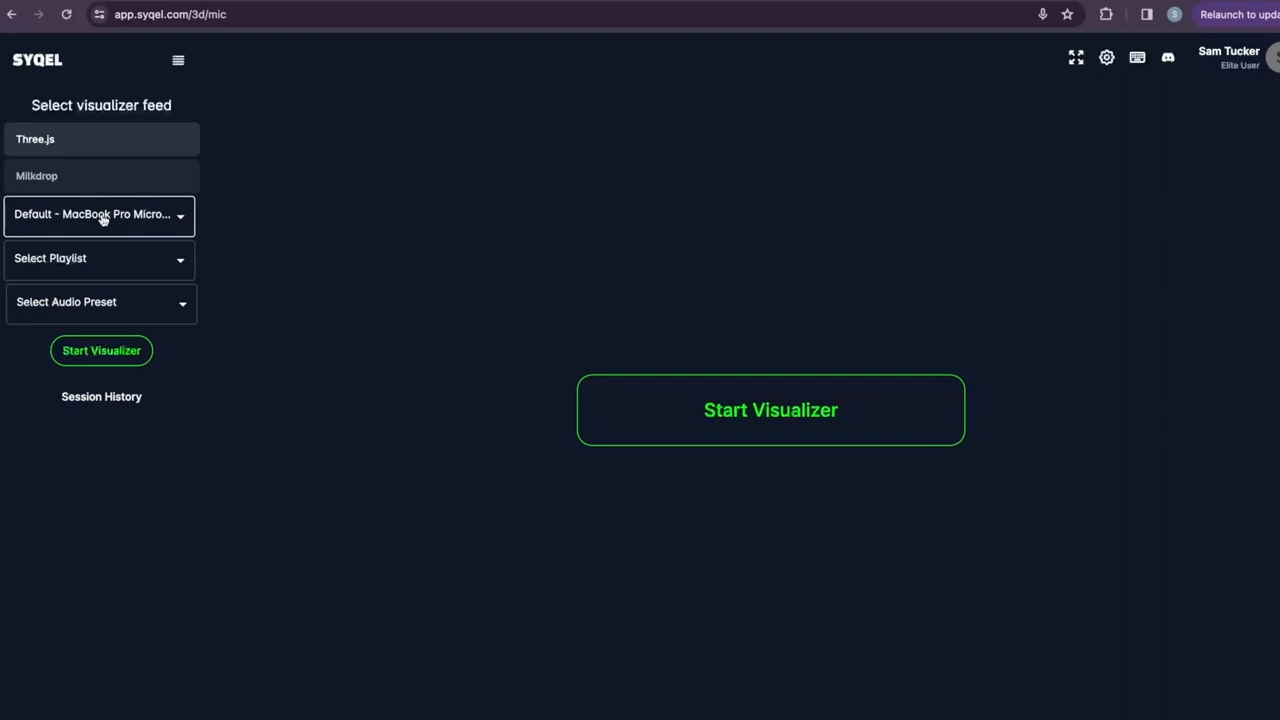 app.syqel.com/3d/mic
S
Relaunch to upda
SYQEL
Sam Tucker
Elite User
Select visualizer feed
Three.js
Milkdrop
Default - MacBook Pro Micro...
Select Playlist
Select Audio Preset
Start Visualizer
Session History
Start Visualizer